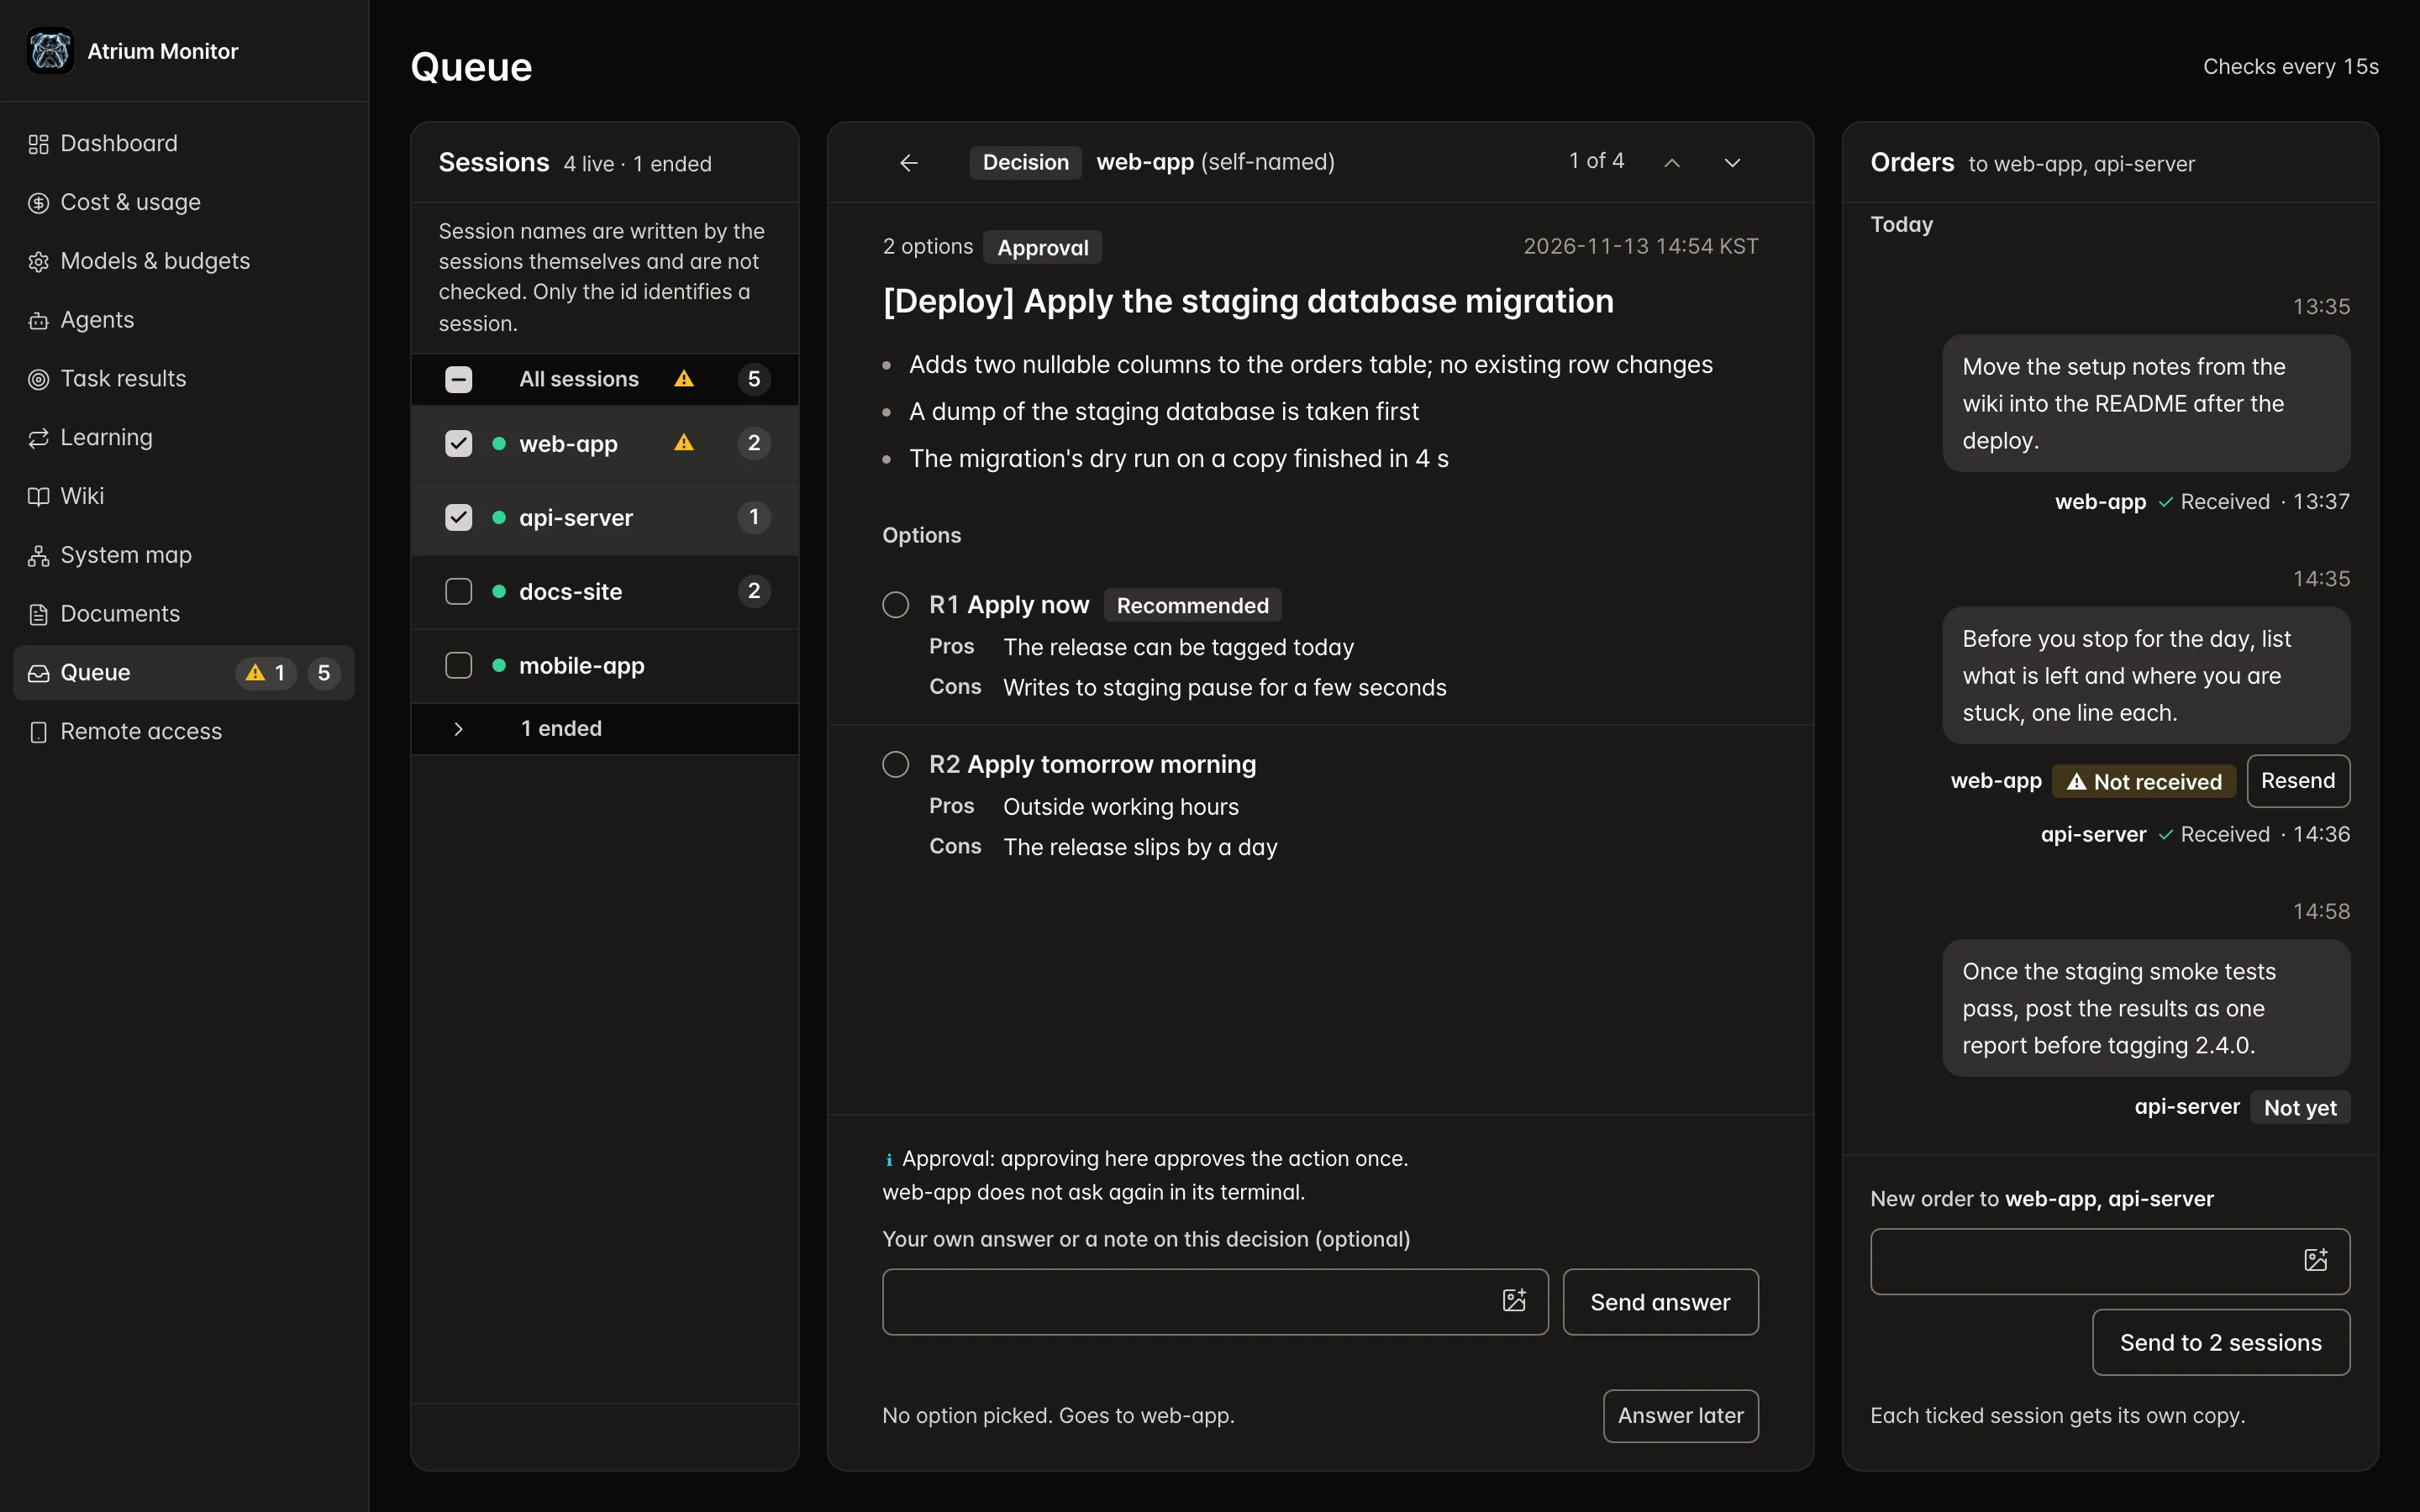 Atrium Monitor
Dashboard
Cost & usage
Models & budgets
Agents
Task results
Learning
Wiki
System map
Documents
Queue 1 5
Remote access
Queue
Checks every 15s
Sessions 4 live · 1 ended
Session names are written by the
sessions themselves and are not
checked. Only the id identifies a
session.
All sessions 5
web-app 2
api-server 1
docs-site 2
mobile-app
1 ended
Decision web-app (self-named) 1 of 4
2 options Approval 2026-11-13 14:54 KST
[Deploy] Apply the staging database migration
• Adds two nullable columns to the orders table; no existing row changes
• A dump of the staging database is taken first
• The migration's dry run on a copy finished in 4 s
Options
R1 Apply now Recommended
Pros The release can be tagged today
Cons Writes to staging pause for a few seconds
R2 Apply tomorrow morning
Pros Outside working hours
Cons The release slips by a day
i Approval: approving here approves the action once.
web-app does not ask again in its terminal.
Your own answer or a note on this decision (optional)
Send answer
No option picked. Goes to web-app.
Answer later
Orders to web-app, api-server
Today
13:35
Move the setup notes from the
wiki into the README after the
deploy.
web-app ✓ Received · 13:37
14:35
Before you stop for the day, list
what is left and where you are
stuck, one line each.
web-app Not received Resend
api-server ✓ Received · 14:36
14:58
Once the staging smoke tests
pass, post the results as one
report before tagging 2.4.0.
api-server Not yet
New order to web-app, api-server
Send to 2 sessions
Each ticked session gets its own copy.